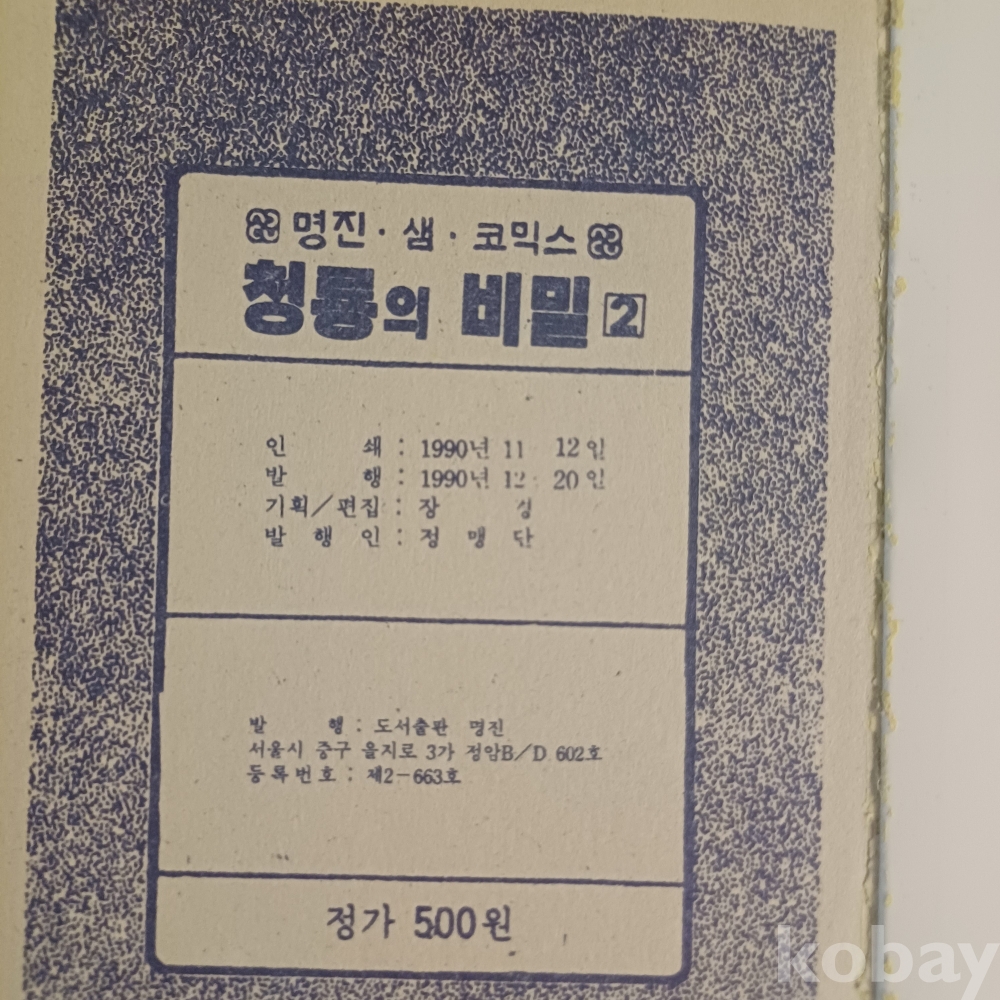 명진·샘·코믹스
청룡의 비밀 2
인 쇄 : 1990년 11 12일
발 행 : 1990년 12 20일
기획/편집 : 장 성
발 행 인 : 정 맹 단
발 행 : 도서출판 명진
서울시 중구 을지로 3가 정암B/D 602호
등록번호 : 제2-663호
정가 500원
kobay